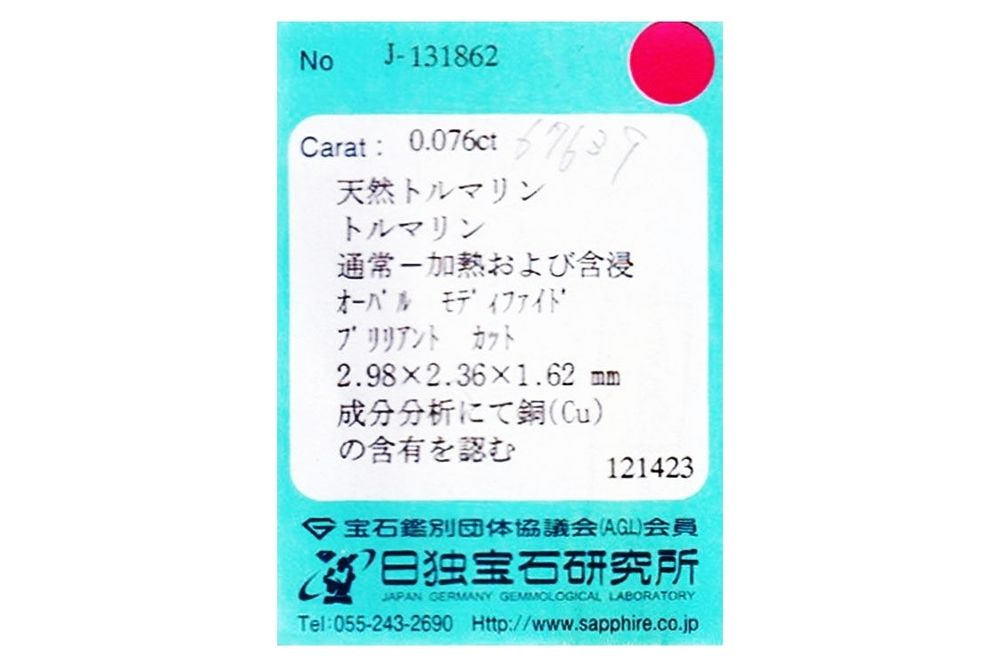 No J-131862
Carat: 0.076ct
天然トルマリン
トルマリン
通常－加熱および含浸
ｵｰﾊﾞﾙ ﾓﾃﾞｨﾌｧｲﾄﾞ
ﾌﾞﾘﾘｱﾝﾄ ｶｯﾄ
2.98×2.36×1.62 mm
成分分析にて銅(Cu)
の含有を認む
121423
宝石鑑別団体協議会(AGL)会員
日独宝石研究所
JAPAN GERMANY GEMMOLOGICAL LABORATORY
Tel:055-243-2690 Http://www.sapphire.co.jp